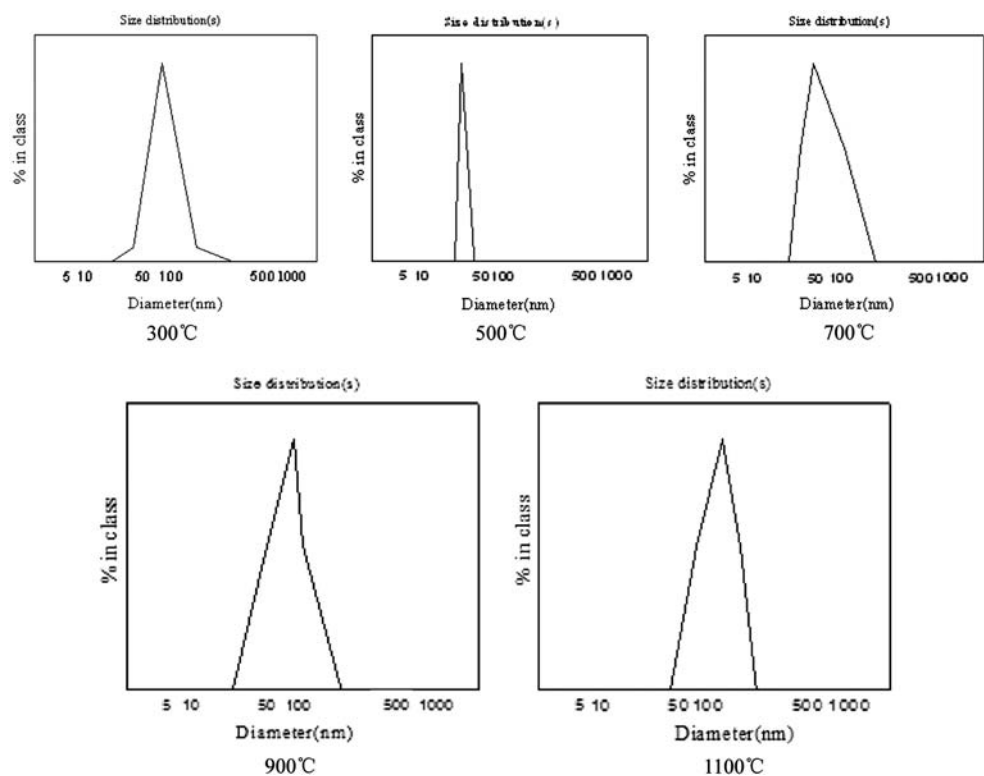 Size distribution(s)
% in class
5 10 50 100 500 1000
Diameter(nm)
300℃
Size distribution(s)
% in class
5 10 50 100 500 1000
Diameter(nm)
500℃
Size distribution(s)
% in class
5 10 50 100 500 1000
Diameter(nm)
700℃
Size distribution(s)
% in class
5 10 50 100 500 1000
Diameter(nm)
900℃
Size distribution(s)
% in class
5 10 50 100 500 1000
Diameter(nm)
1100℃